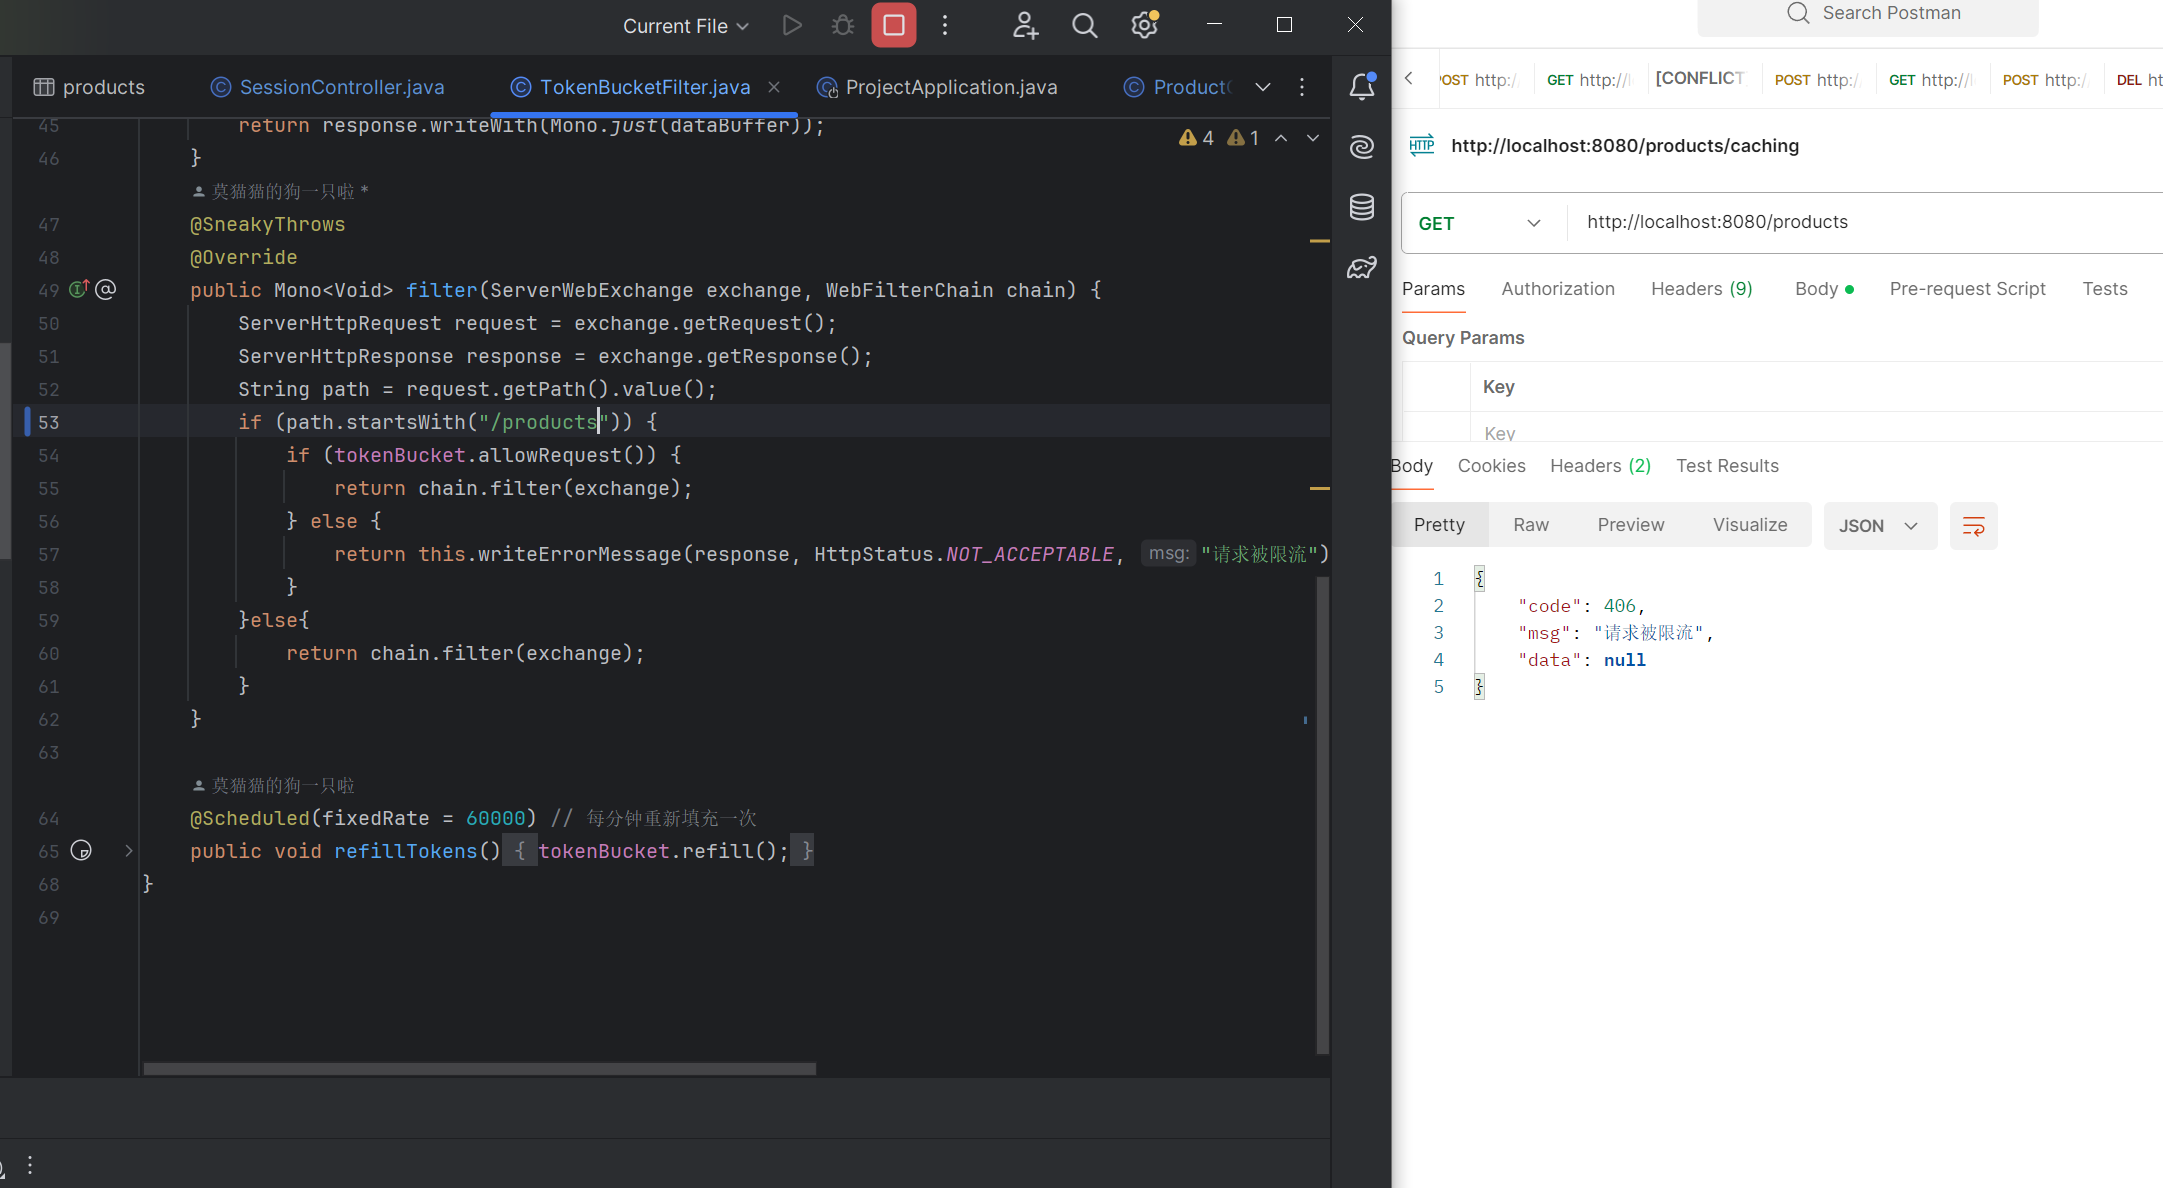 Current File
products
SessionController.java
TokenBucketFilter.java
ProjectApplication.java
Product
4
1
45 return response.writeWith(Mono.just(dataBuffer));
46 }
莫猫猫的狗一只啦 *
47 @SneakyThrows
48 @Override
49 public Mono<Void> filter(ServerWebExchange exchange, WebFilterChain chain) {
50 ServerHttpRequest request = exchange.getRequest();
51 ServerHttpResponse response = exchange.getResponse();
52 String path = request.getPath().value();
53 if (path.startsWith("/products")) {
54 if (tokenBucket.allowRequest()) {
55 return chain.filter(exchange);
56 } else {
57 return this.writeErrorMessage(response, HttpStatus.NOT_ACCEPTABLE, msg: "请求被限流")
58 }
59 }else{
60 return chain.filter(exchange);
61 }
62 }
63
莫猫猫的狗一只啦
64 @Scheduled(fixedRate = 60000) // 每分钟重新填充一次
65 public void refillTokens() { tokenBucket.refill(); }
68 }
69
Search Postman
POST http:/
GET http://l
[CONFLICT
POST http:/
GET http://l
POST http:/
DEL ht
HTTP http://localhost:8080/products/caching
GET http://localhost:8080/products
Params Authorization Headers (9) Body Pre-request Script Tests
Query Params
Key
Key
Body Cookies Headers (2) Test Results
Pretty Raw Preview Visualize JSON
1 {
2 "code": 406,
3 "msg": "请求被限流",
4 "data": null
5 }